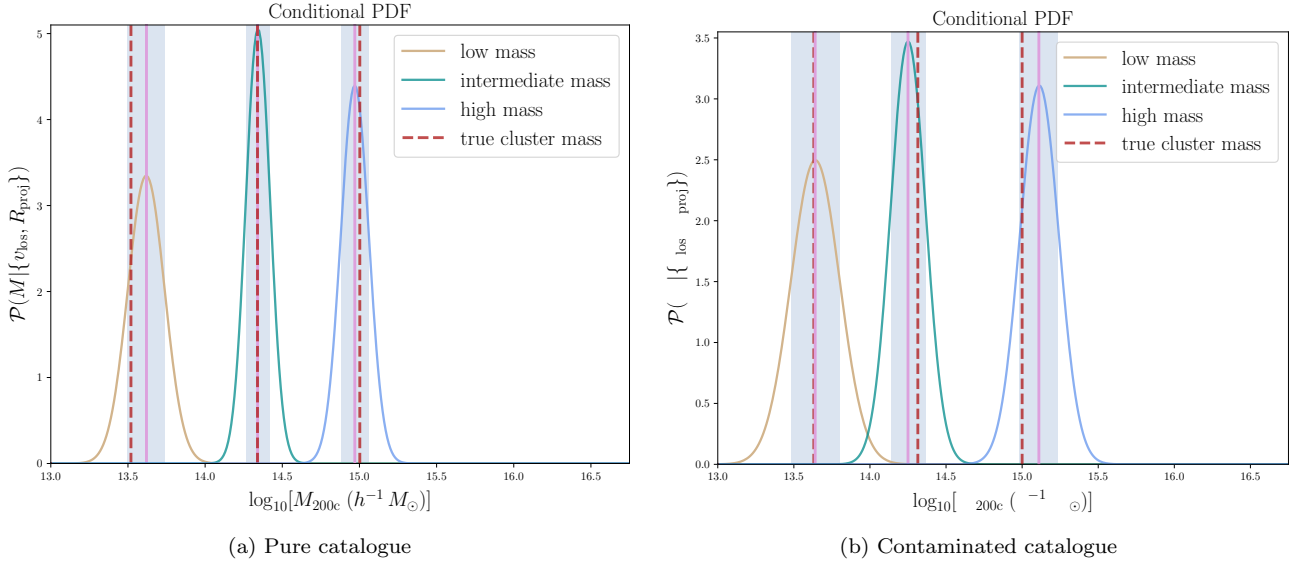 Conditional PDF
low mass
intermediate mass
high mass
true cluster mass
5
4
3
2
1
0
𝒫(M|{v_los, R_proj})
13.0 13.5 14.0 14.5 15.0 15.5 16.0 16.5
log₁₀[M₂₀₀c (h⁻¹ M☉)]
(a) Pure catalogue
Conditional PDF
low mass
intermediate mass
high mass
true cluster mass
3.5
3.0
2.5
2.0
1.5
1.0
0.5
0.0
𝒫( |{ los proj})
13.0 13.5 14.0 14.5 15.0 15.5 16.0 16.5
log₁₀[ 200c ( −1 ☉)]
(b) Contaminated catalogue